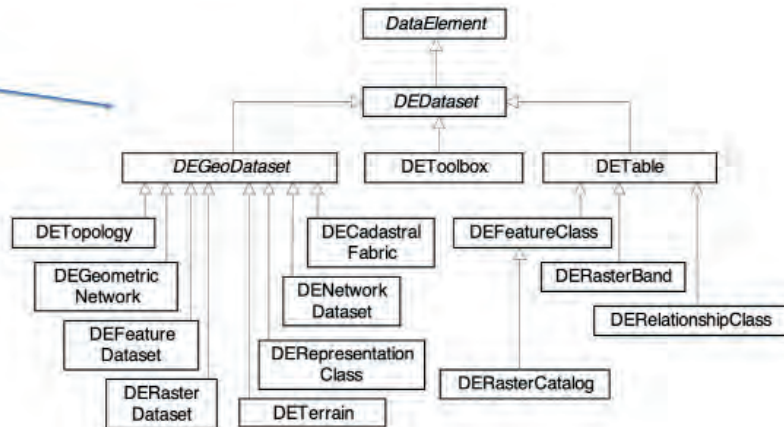 DataElement
DEDataset
DEGeoDataset
DEToolbox
DETable
DETopology
DECadastral
Fabric
DEFeatureClass
DEGeometric
Network
DENetwork
Dataset
DERasterBand
DEFeature
Dataset
DERelationshipClass
DERepresentation
Class
DERaster
Dataset
DETerrain
DERasterCatalog